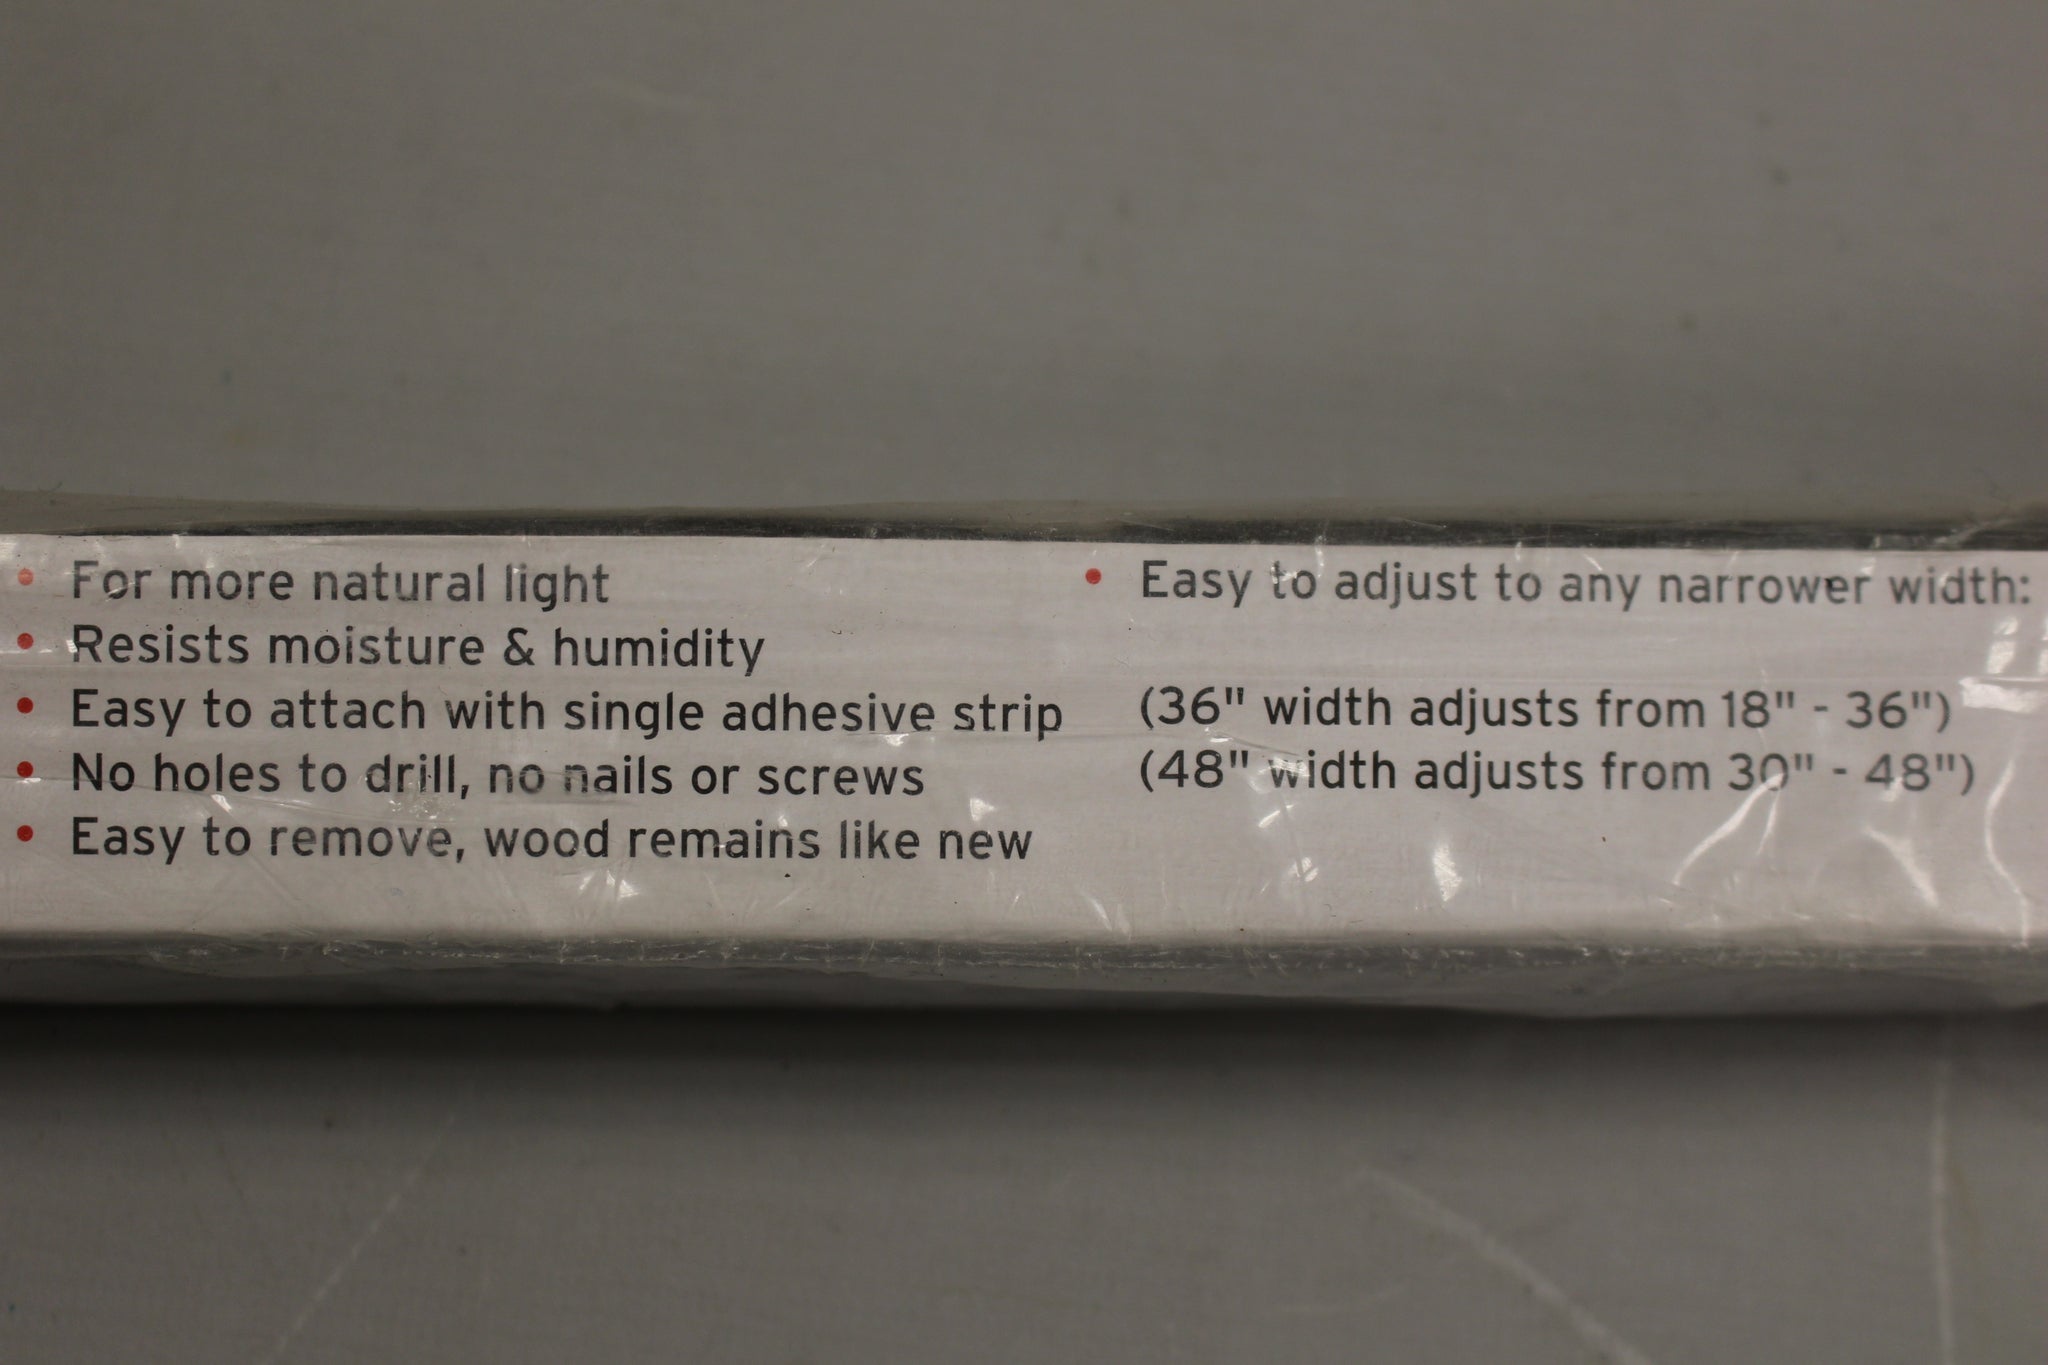 • For more natural light
• Resists moisture & humidity
• Easy to attach with single adhesive strip
• No holes to drill, no nails or screws
• Easy to remove, wood remains like new
• Easy to adjust to any narrower width:
(36" width adjusts from 18" - 36")
(48" width adjusts from 30" - 48")